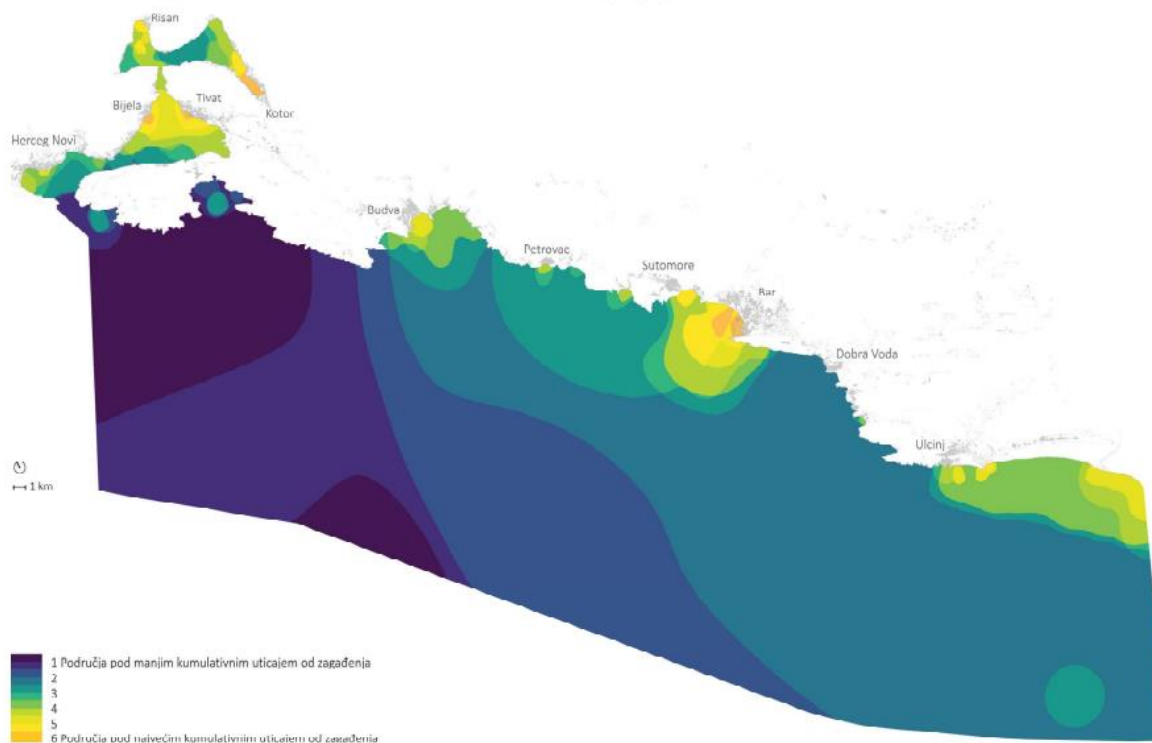 Risan
Bijela
Tivat
Kotor
Herceg Novi
Budva
Petrovac
Sutomore
Bar
Dobra Voda
Ulcinj
1 km
1 Područja pod manjim kumulativnim uticajem od zagađenja
2
3
4
5
6 Područja pod najvećim kumulativnim uticajem od zagađenja